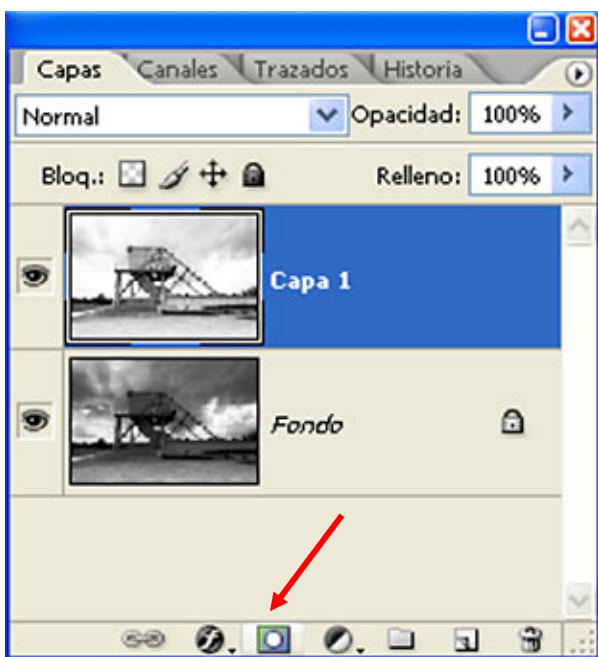 Capas Canales Trazados Historia
Normal Opacidad: 100%
Bloq.: Relleno: 100%
Capa 1
Fondo